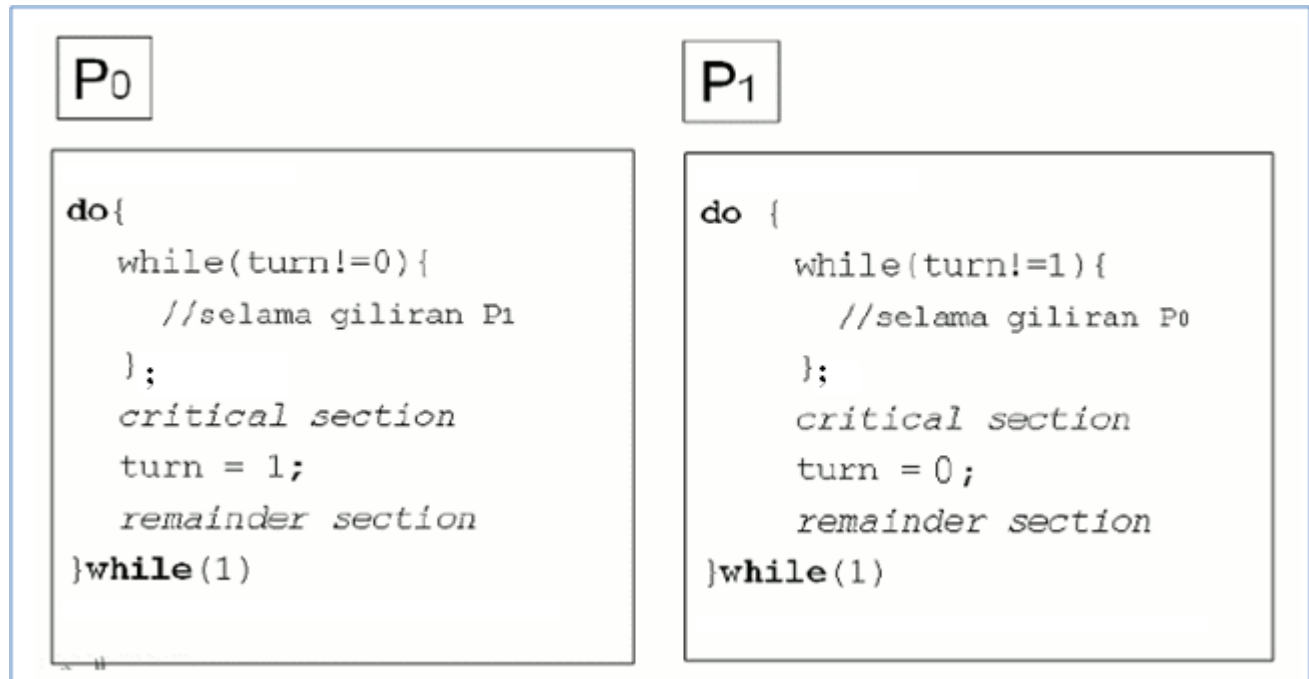 P0
do{
while(turn!=0){
//selama giliran P1
};
critical section
turn = 1;
remainder section
}while(1)
P1
do {
while(turn!=1){
//selama giliran P0
};
critical section
turn = 0;
remainder section
}while(1)